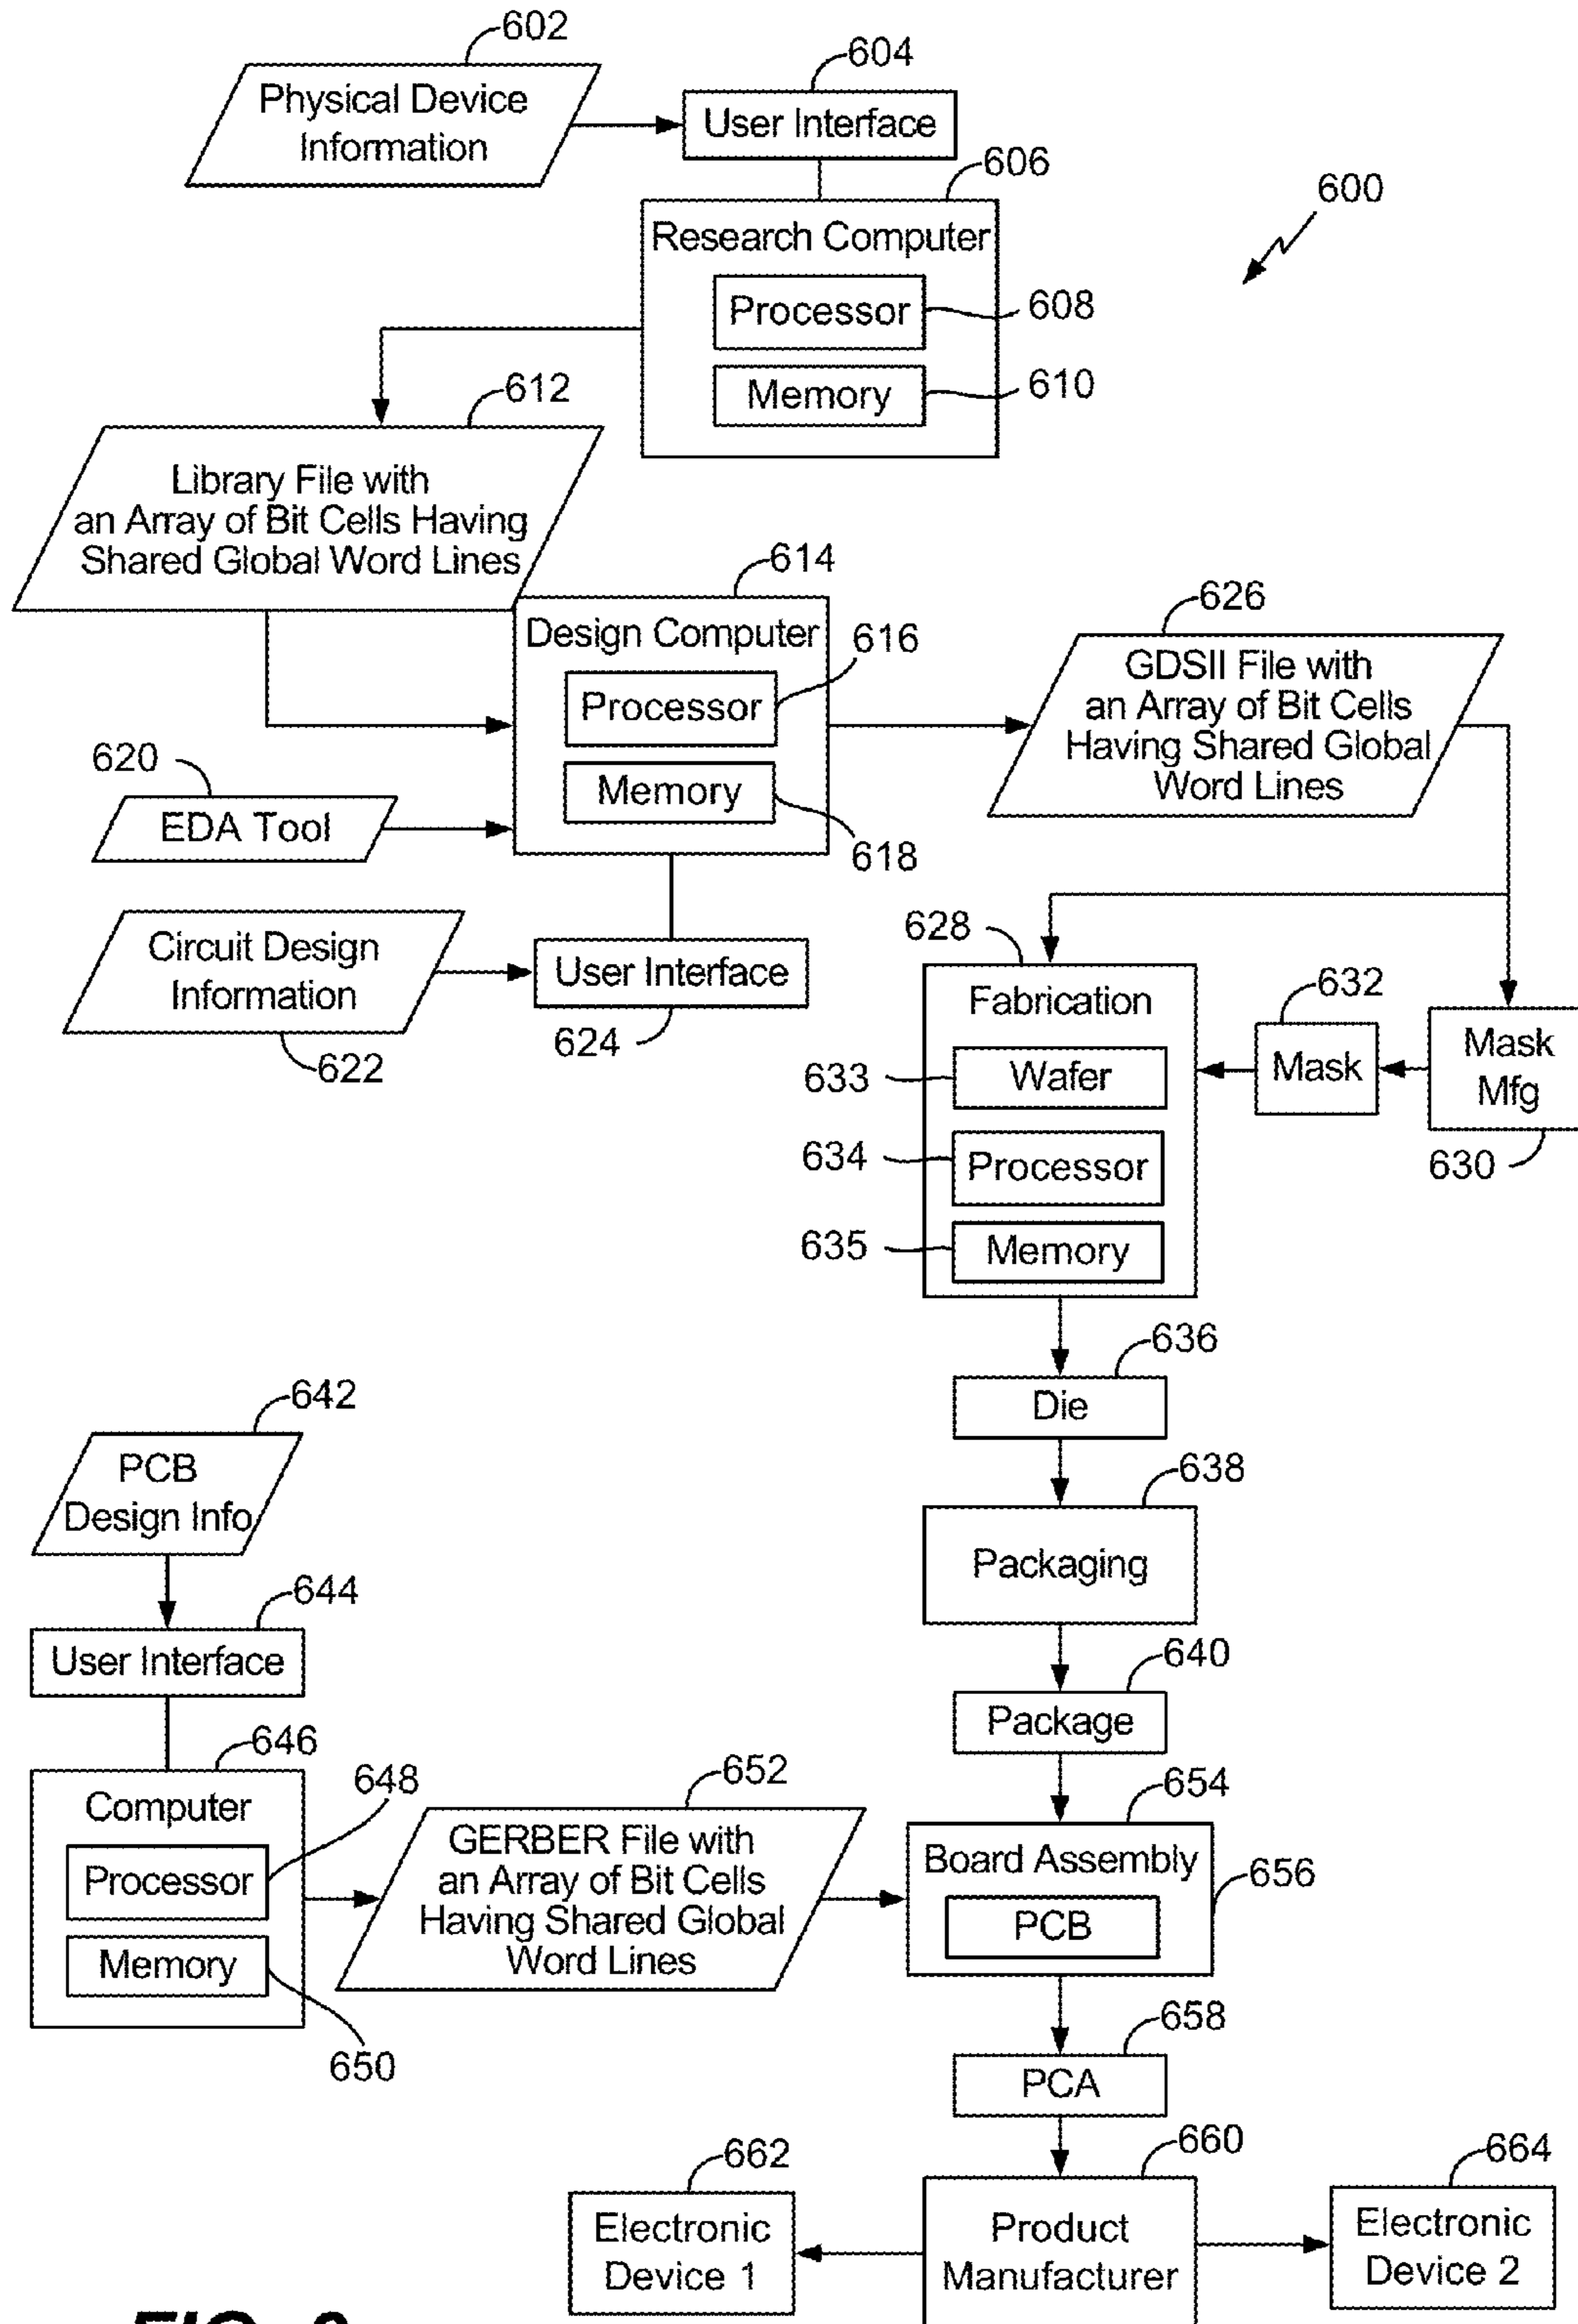 602
Physical Device
Information
604
User Interface
606
600
Research Computer
Processor
608
Memory
610
612
Library File with
an Array of Bit Cells Having
Shared Global Word Lines
614
Design Computer
616
Processor
Memory
618
620
EDA Tool
Circuit Design
Information
622
User Interface
624
626
GDSII File with
an Array of Bit Cells
Having Shared Global
Word Lines
628
Fabrication
633
Wafer
634
Processor
635
Memory
632
Mask
Mask
Mfg
630
636
Die
638
Packaging
640
Package
642
PCB
Design Info
644
User Interface
646
Computer
648
Processor
Memory
650
652
GERBER File with
an Array of Bit Cells
Having Shared Global
Word Lines
654
Board Assembly
656
PCB
658
PCA
660
Product
Manufacturer
662
Electronic
Device 1
664
Electronic
Device 2